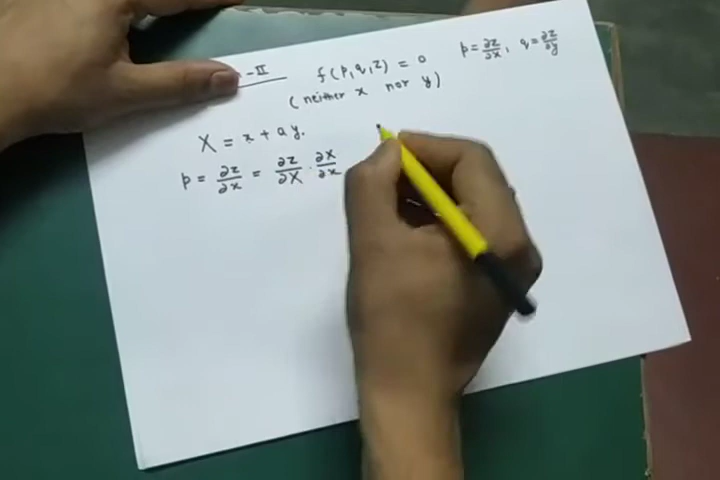 -II f(p,q,z) = 0 p = ∂z/∂x, q = ∂z/∂y
(neither x nor y)
X = x + ay.
p = ∂z/∂x = ∂z/∂X · ∂X/∂x